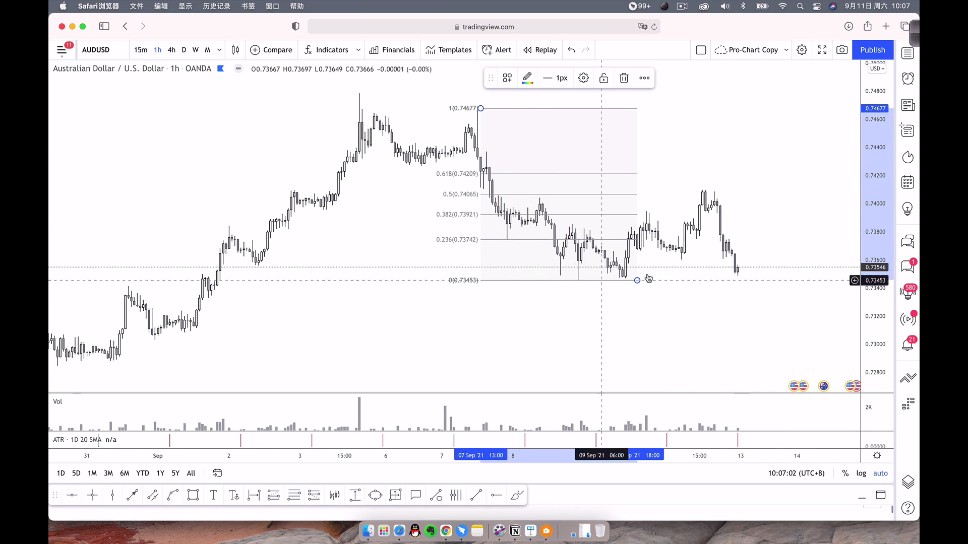 Safari浏览器 文件 编辑 显示 历史记录 书签 窗口 帮助 99+ 9月11日周六 10:07
tradingview.com
11 AUDUSD 15m 1h 4h D W M Compare Indicators Financials Templates Alert Replay Pro-Chart Copy Publish
Australian Dollar / U.S. Dollar · 1h · OANDA O0.73667 H0.73697 L0.73649 C0.73666 -0.00001 (-0.00%)
USD
1px
0.74800
1(0.74677)
0.74677
0.74600
0.74400
0.74200
0.618(0.74209)
0.5(0.74065)
0.74000
0.382(0.73921)
0.73800
0.236(0.73742)
0.73600
0.73546
0(0.73453)
0.73453
0.73400
0.73200
0.73000
0.72800
1
580
21
Vol
2K
ATR · 1D 20 SMA n/a
0.00000
31 Sep 2 3 15:00 6 7 07 Sep '21 13:00 8 09 Sep '21 06:00 p '21 18:00 15:00 13 14
1D 5D 1M 3M 6M YTD 1Y 5Y All 10:07:02 (UTC+8) % log auto